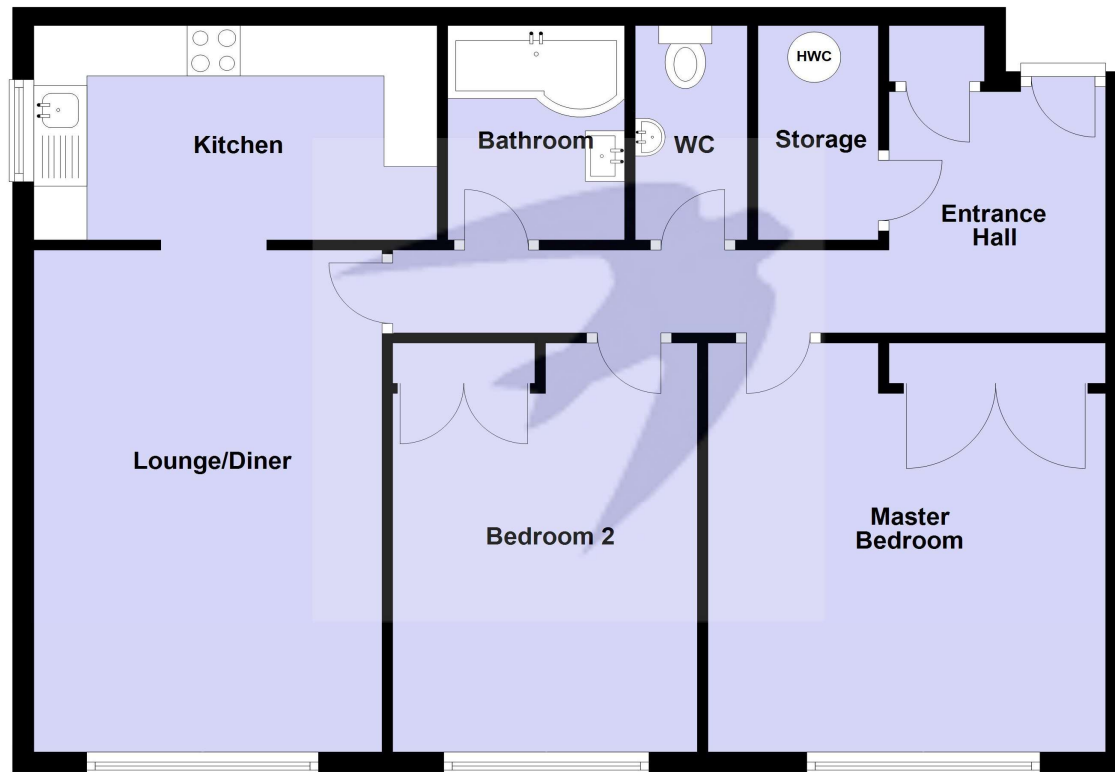 Kitchen
Bathroom
WC
HWC
Storage
Entrance
Hall
Lounge/Diner
Bedroom 2
Master
Bedroom